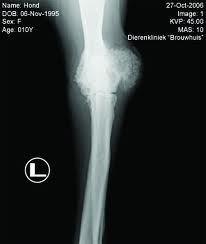 Name: Hond
DOB: 06-Nov-1995
Sex: F
Age: 010Y
27-Oct-2006
Image: 1
KVP: 45.00
MAS: 10
Dierenkliniek "Brouwhuis"
L